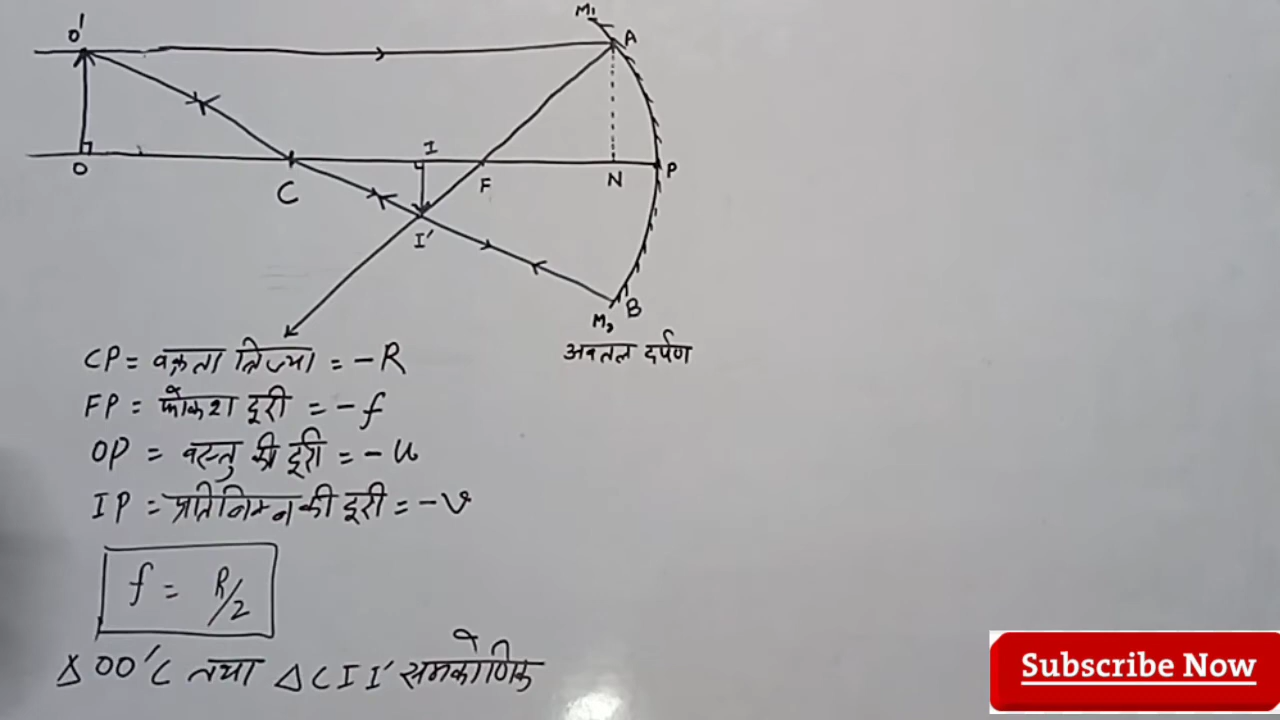 M₁
O' A
O C I F N P
I'
B
M₂
अवतल दर्पण
CP = वक्रता त्रिज्या = -R
FP = फोकश दूरी = -f
OP = वस्तु की दूरी = -u
IP = प्रतिविम्व की दूरी = -v
f = R/2
Δ OO'C तथा Δ CII' समकोणिक
Subscribe Now